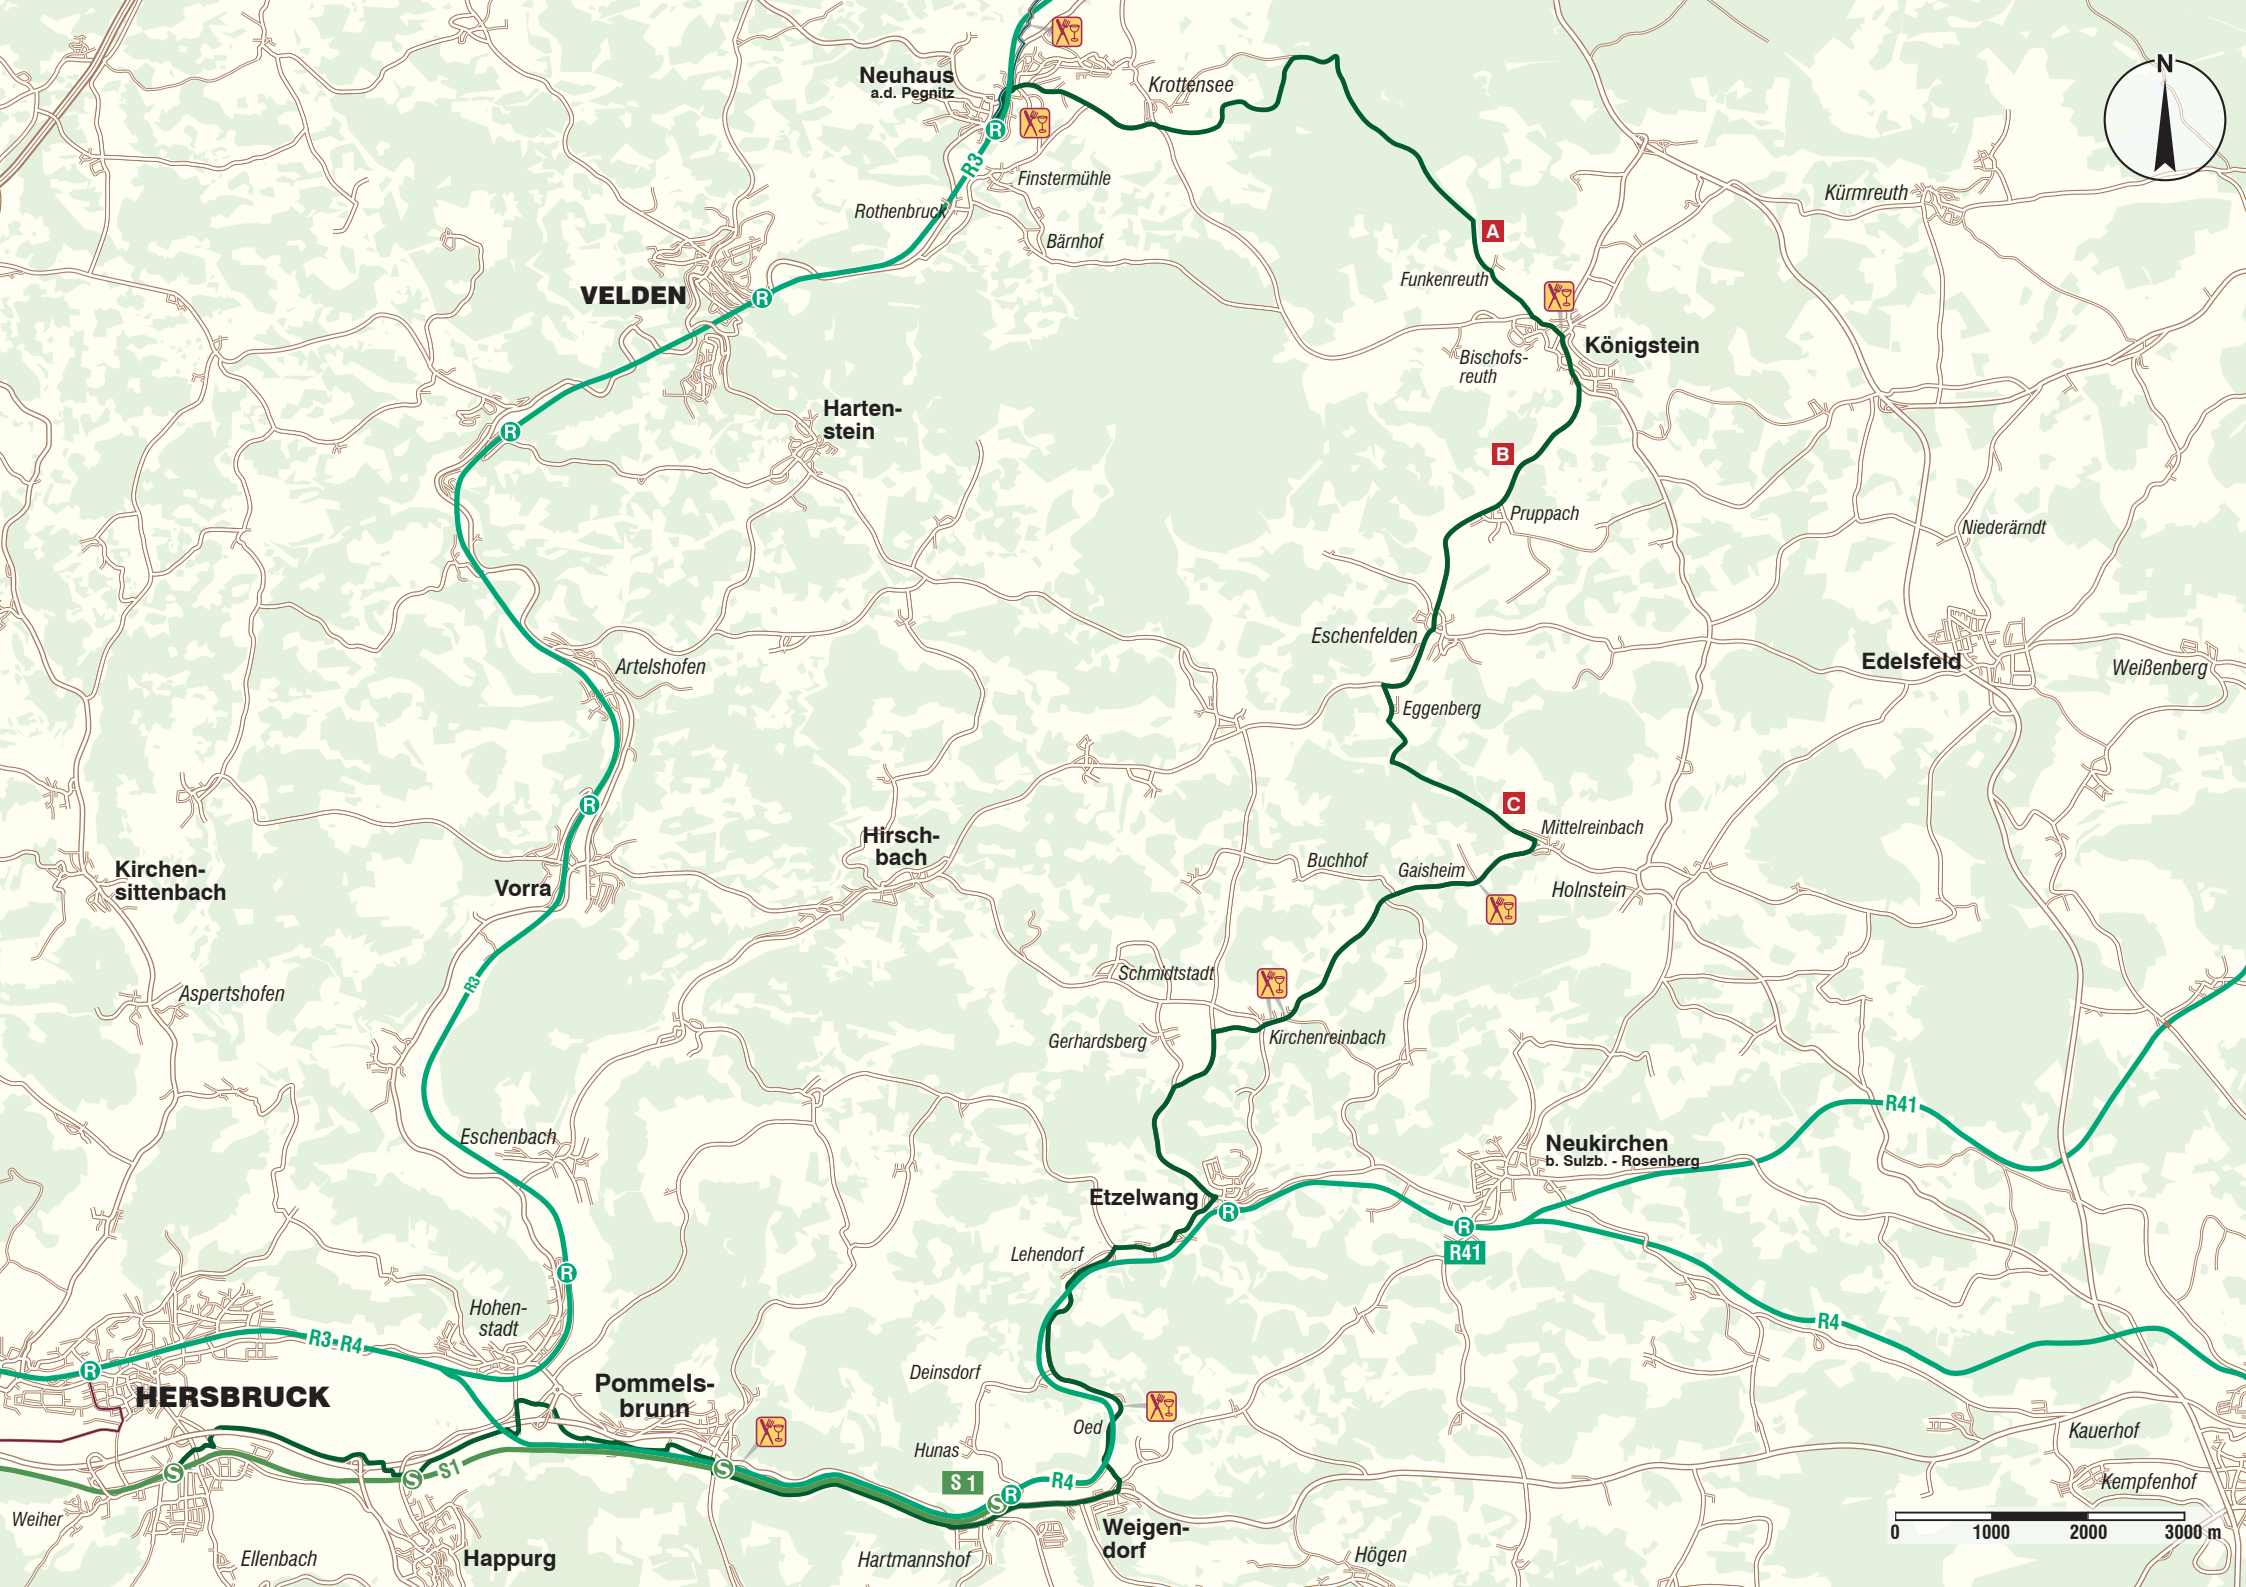 N
Neuhaus
a.d. Pegnitz
Krottensee
R
R3
Finstermühle
Rothenbruck
Bärnhof
Kürmreuth
A
Funkenreuth
VELDEN
R
Königstein
Bischofs-
reuth
Harten-
stein
R
B
Pruppach
Niederärndt
Eschenfelden
Artelshofen
Edelsfeld
Weißenberg
Eggenberg
R
C
Mittelreinbach
Hirsch-
bach
Buchhof
Gaisheim
Holnstein
Kirchen-
sittenbach
Vorra
R3
Aspertshofen
Schmidtstadt
Gerhardsberg
Kirchenreinbach
R41
Eschenbach
Neukirchen
b. Sulzb. - Rosenberg
Etzelwang
R
R
R41
Lehendorf
R
Hohen-
stadt
R4
R3
R4
R
HERSBRUCK
Pommels-
brunn
Deinsdorf
Oed
Hunas
Kauerhof
S
S
S1
S
S 1
S
R
R4
Kempfenhof
Weiher
Ellenbach
Happurg
Hartmannshof
Weigen-
dorf
Högen
0 1000 2000 3000 m